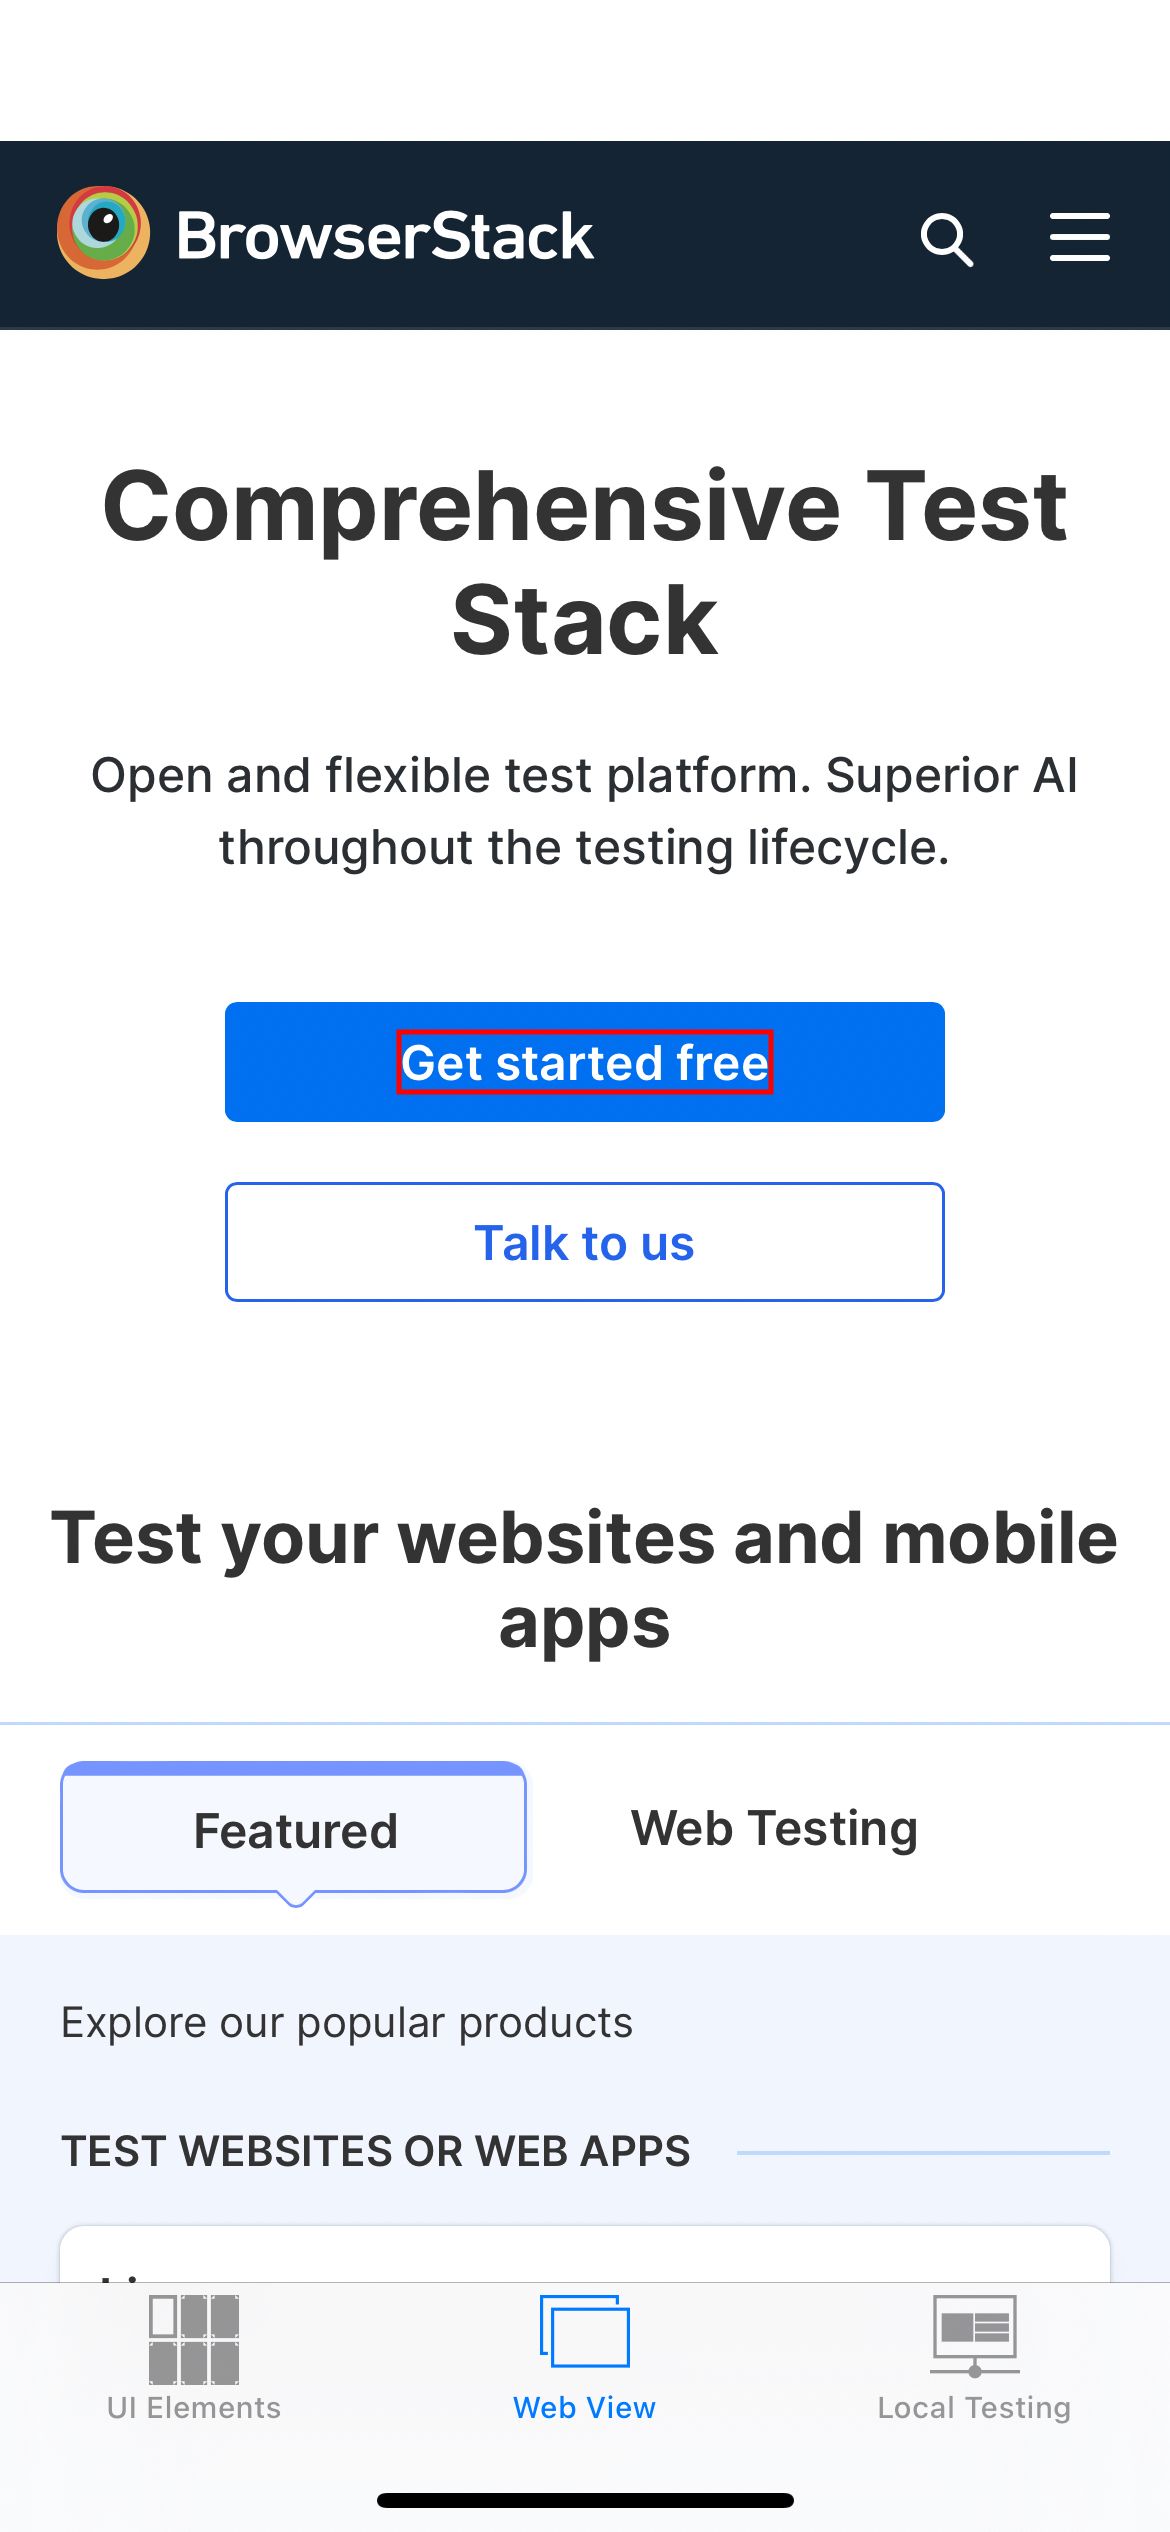 BrowserStack
Comprehensive Test
Stack
Open and flexible test platform. Superior AI
throughout the testing lifecycle.
Get started free
Talk to us
Test your websites and mobile
apps
Featured
Web Testing
Explore our popular products
TEST WEBSITES OR WEB APPS
UI Elements
Web View
Local Testing